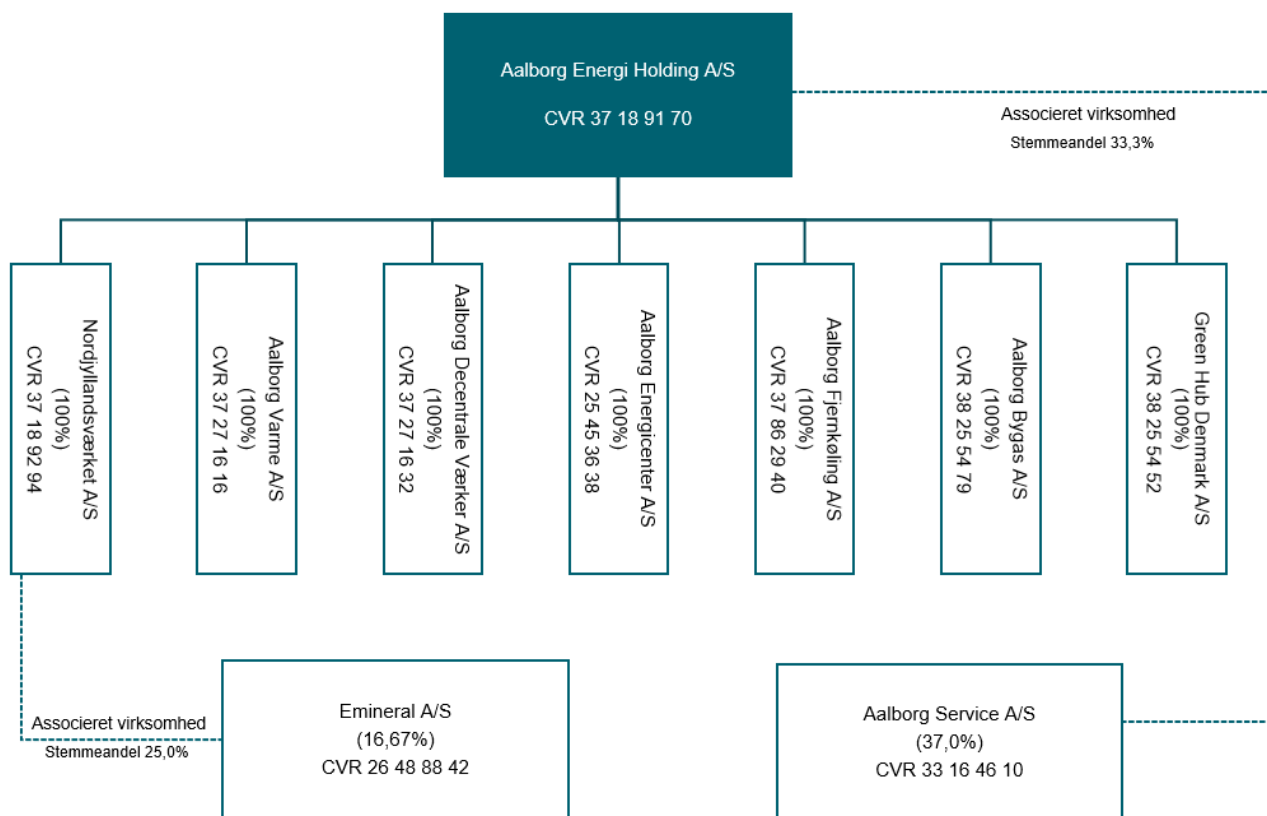 Aalborg Energi Holding A/S
CVR 37 18 91 70
Associeret virksomhed
Stemmeandel 33,3%
Nordjyllandsværket A/S
(100%)
CVR 37 18 92 94
Aalborg Varme A/S
(100%)
CVR 37 27 16 16
Aalborg Decentrale Værker A/S
(100%)
CVR 37 27 16 32
Aalborg Energicenter A/S
(100%)
CVR 25 45 36 38
Aalborg Fjernkøling A/S
(100%)
CVR 37 86 29 40
Aalborg Bygas A/S
(100%)
CVR 38 25 54 79
Green Hub Denmark A/S
(100%)
CVR 38 25 54 52
Associeret virksomhed
Stemmeandel 25,0%
Emineral A/S
(16,67%)
CVR 26 48 88 42
Aalborg Service A/S
(37,0%)
CVR 33 16 46 10